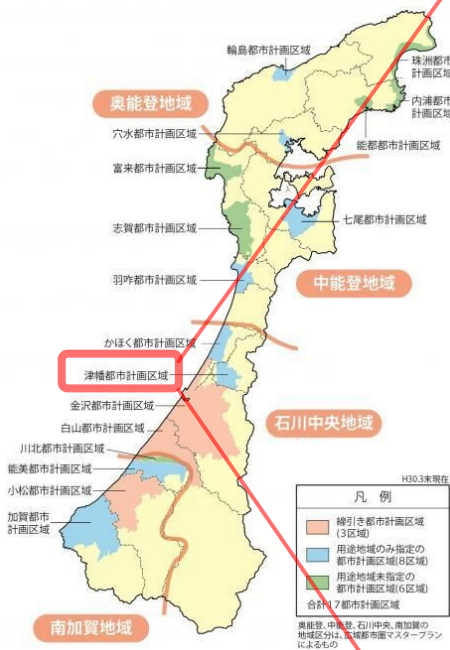 輪島都市計画区域
珠洲都市
計画区域
奥能登地域
内浦都市
計画区域
穴水都市計画区域
能都都市計画区域
富来都市計画区域
志賀都市計画区域
七尾都市計画区域
羽咋都市計画区域
中能登地域
かほく都市計画区域
津幡都市計画区域
金沢都市計画区域
石川中央地域
白山都市計画区域
川北都市計画区域
能美都市計画区域
小松都市計画区域
加賀都市
計画区域
南加賀地域
H30.3末現在
凡 例
線引き都市計画区域
(3区域)
用途地域のみ指定の
都市計画区域(8区域)
用途地域未指定の
都市計画区域(6区域)
合計17都市計画区域
奥能登、中能登、石川中央、南加賀の
地域区分は、広域都市圏マスタープラン
によるもの